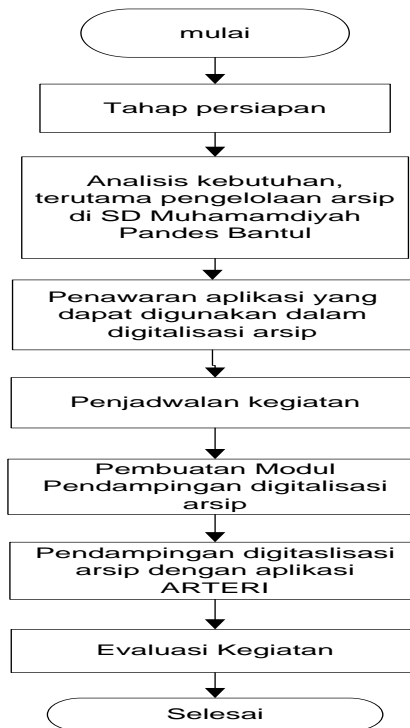 mulai
Tahap persiapan
Analisis kebutuhan,
terutama pengelolaan arsip
di SD Muhamamdiyah
Pandes Bantul
Penawaran aplikasi yang
dapat digunakan dalam
digitalisasi arsip
Penjadwalan kegiatan
Pembuatan Modul
Pendampingan digitalisasi
arsip
Pendampingan digitaslisasi
arsip dengan aplikasi
ARTERI
Evaluasi Kegiatan
Selesai